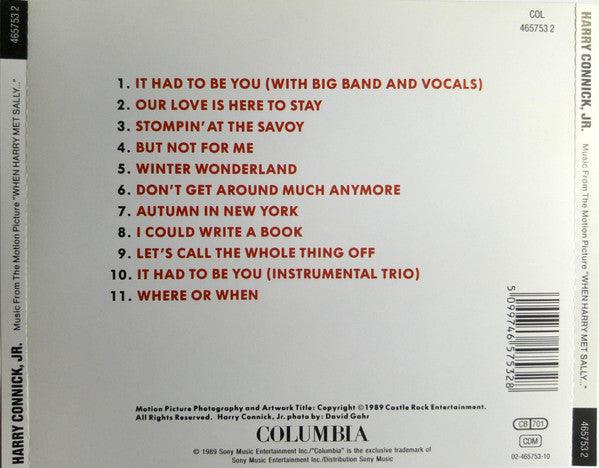 465753 2
HARRY CONNICK, JR. Music From The Motion Picture "WHEN HARRY MET SALLY..."
COL
465753 2
1. IT HAD TO BE YOU (WITH BIG BAND AND VOCALS)
2. OUR LOVE IS HERE TO STAY
3. STOMPIN' AT THE SAVOY
4. BUT NOT FOR ME
5. WINTER WONDERLAND
6. DON'T GET AROUND MUCH ANYMORE
7. AUTUMN IN NEW YORK
8. I COULD WRITE A BOOK
9. LET'S CALL THE WHOLE THING OFF
10. IT HAD TO BE YOU (INSTRUMENTAL TRIO)
11. WHERE OR WHEN
5 099746 575328
Motion Picture Photography and Artwork Title: Copyright © 1989 Castle Rock Entertainment.
All Rights Reserved. Harry Connick, Jr. photo by: David Gahr
COLUMBIA
© 1989 Sony Music Entertainment Inc./"Columbia" is the exclusive trademark of
Sony Music Entertainment Inc./Distribution Sony Music
CB 701
CDM
02-465753-10
HARRY CONNICK, JR. Music From The Motion Picture "WHEN HARRY MET SALLY..."
465753 2